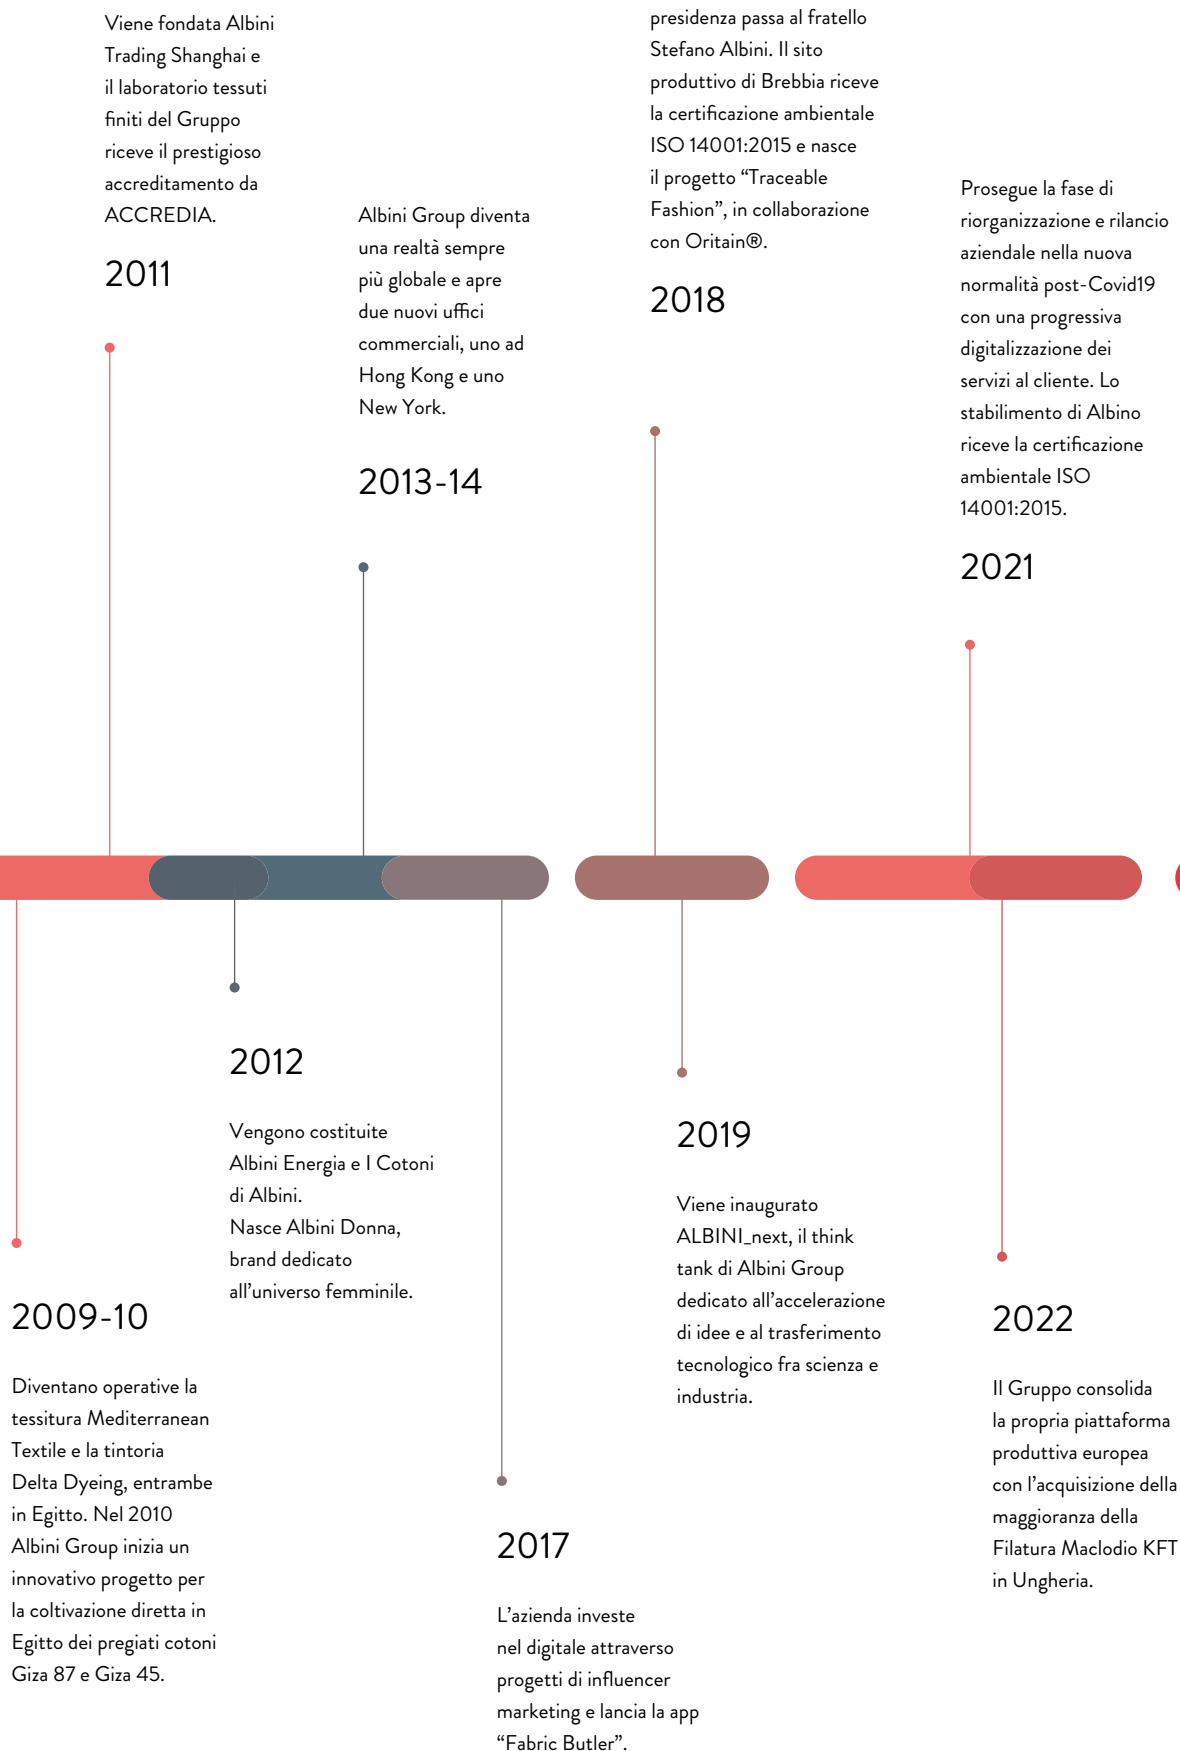 Viene fondata Albini
Trading Shanghai e
il laboratorio tessuti
finiti del Gruppo
riceve il prestigioso
accreditamento da
ACCREDIA.
2011
Albini Group diventa
una realtà sempre
più globale e apre
due nuovi uffici
commerciali, uno ad
Hong Kong e uno
New York.
2013-14
presidenza passa al fratello
Stefano Albini. Il sito
produttivo di Brebbia riceve
la certificazione ambientale
ISO 14001:2015 e nasce
il progetto “Traceable
Fashion”, in collaborazione
con Oritain®.
2018
Prosegue la fase di
riorganizzazione e rilancio
aziendale nella nuova
normalità post-Covid19
con una progressiva
digitalizzazione dei
servizi al cliente. Lo
stabilimento di Albino
riceve la certificazione
ambientale ISO
14001:2015.
2021
2009-10
Diventano operative la
tessitura Mediterranean
Textile e la tintoria
Delta Dyeing, entrambe
in Egitto. Nel 2010
Albini Group inizia un
innovativo progetto per
la coltivazione diretta in
Egitto dei pregiati cotoni
Giza 87 e Giza 45.
2012
Vengono costituite
Albini Energia e I Cotoni
di Albini.
Nasce Albini Donna,
brand dedicato
all’universo femminile.
2017
L’azienda investe
nel digitale attraverso
progetti di influencer
marketing e lancia la app
“Fabric Butler”.
2019
Viene inaugurato
ALBINI_next, il think
tank di Albini Group
dedicato all’accelerazione
di idee e al trasferimento
tecnologico fra scienza e
industria.
2022
Il Gruppo consolida
la propria piattaforma
produttiva europea
con l’acquisizione della
maggioranza della
Filatura Maclodio KFT
in Ungheria.